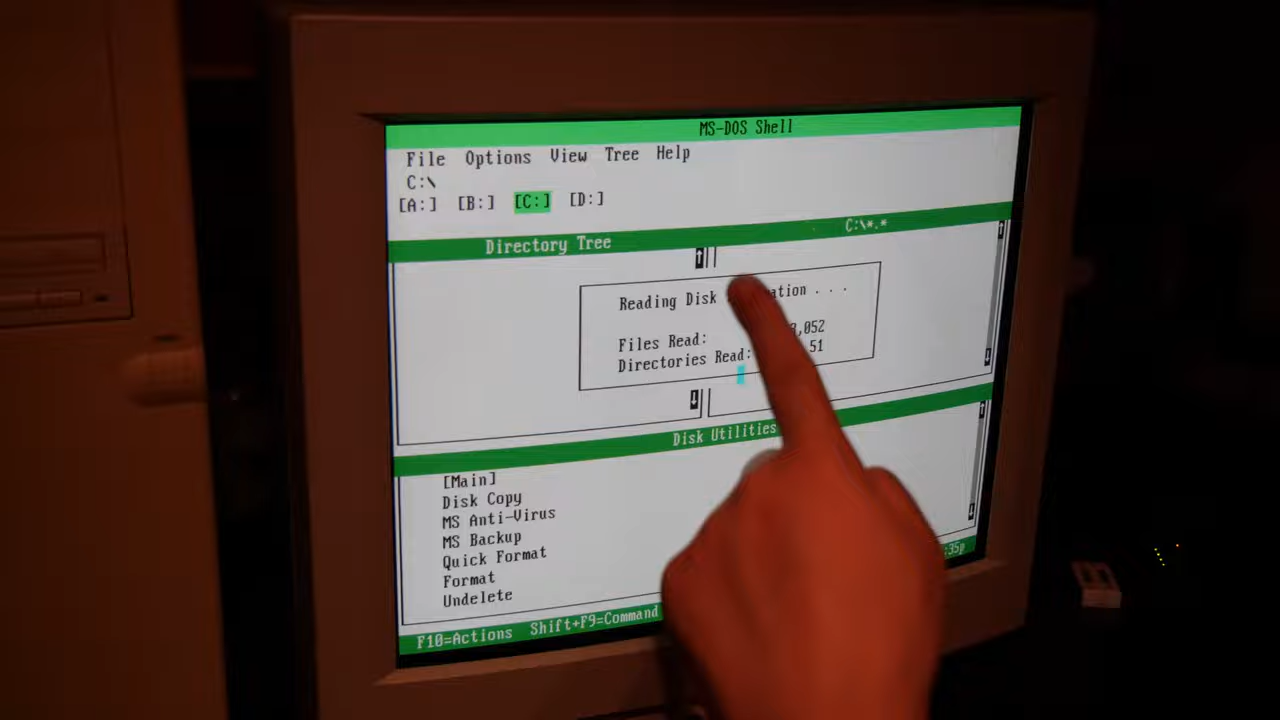 MS-DOS Shell
File Options View Tree Help
C:\
[A:] [B:] [C:] [D:]
Directory Tree
C:\*.*
Reading Disk . . .
Files Read:
Directories Read: 51
Disk Utilities
[Main]
Disk Copy
MS Anti-Virus
MS Backup
Quick Format
Format
Undelete
F10=Actions Shift+F9=Command